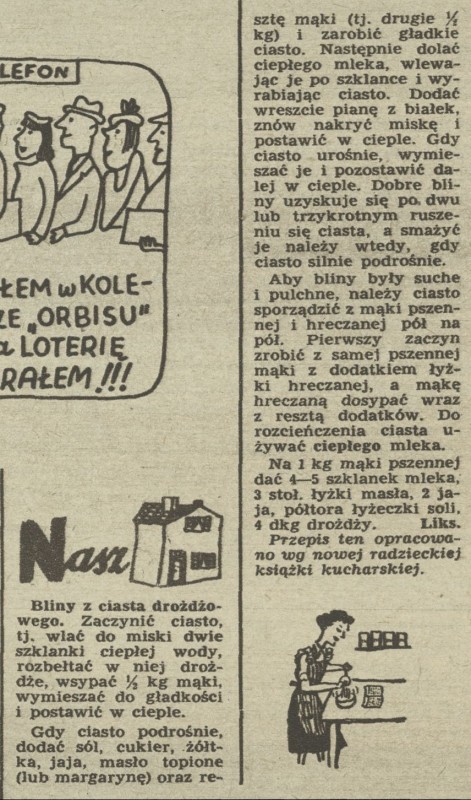 LEFON
ŁEM w KOLE-
ZE „ORBISU"
a LOTERIĘ
RAŁEM!!!
Nasz
Bliny z ciasta drożdżo-
wego. Zaczynić ciasto,
tj. wlać do miski dwie
szklanki ciepłej wody,
rozbełtać w niej droż-
dże, wsypać ½ kg mąki,
wymieszać do gładkości
i postawić w cieple.
Gdy ciasto podrośnie,
dodać sól, cukier, żółt-
ka, jaja, masło topione
(lub margarynę) oraz re-
sztę mąki (tj. drugie ½
kg) i zarobić gładkie
ciasto. Następnie dolać
ciepłego mleka, wlewa-
jąc je po szklance i wy-
rabiając ciasto. Dodać
wreszcie pianę z białek,
znów nakryć miskę i
postawić w cieple. Gdy
ciasto urośnie, wymie-
szać je i pozostawić da-
lej w cieple. Dobre bli-
ny uzyskuje się po dwu
lub trzykrotnym rusze-
niu się ciasta, a smażyć
je należy wtedy, gdy
ciasto silnie podrośnie.
Aby bliny były suche
i pulchne, należy ciasto
sporządzić z mąki pszen-
nej i hreczanej pół na
pół. Pierwszy zaczyn
zrobić z samej pszennej
mąki z dodatkiem łyż-
ki hreczanej, a mąkę
hreczaną dosypać wraz
z resztą dodatków. Do
rozcieńczenia ciasta u-
żywać ciepłego mleka.
Na 1 kg mąki pszennej
dać 4—5 szklanek mleka,
3 stoł. łyżki masła, 2 ja-
ja, półtora łyżeczki soli,
4 dkg drożdży. Liks.
Przepis ten opracowa-
no wg nowej radzieckiej
książki kucharskiej.